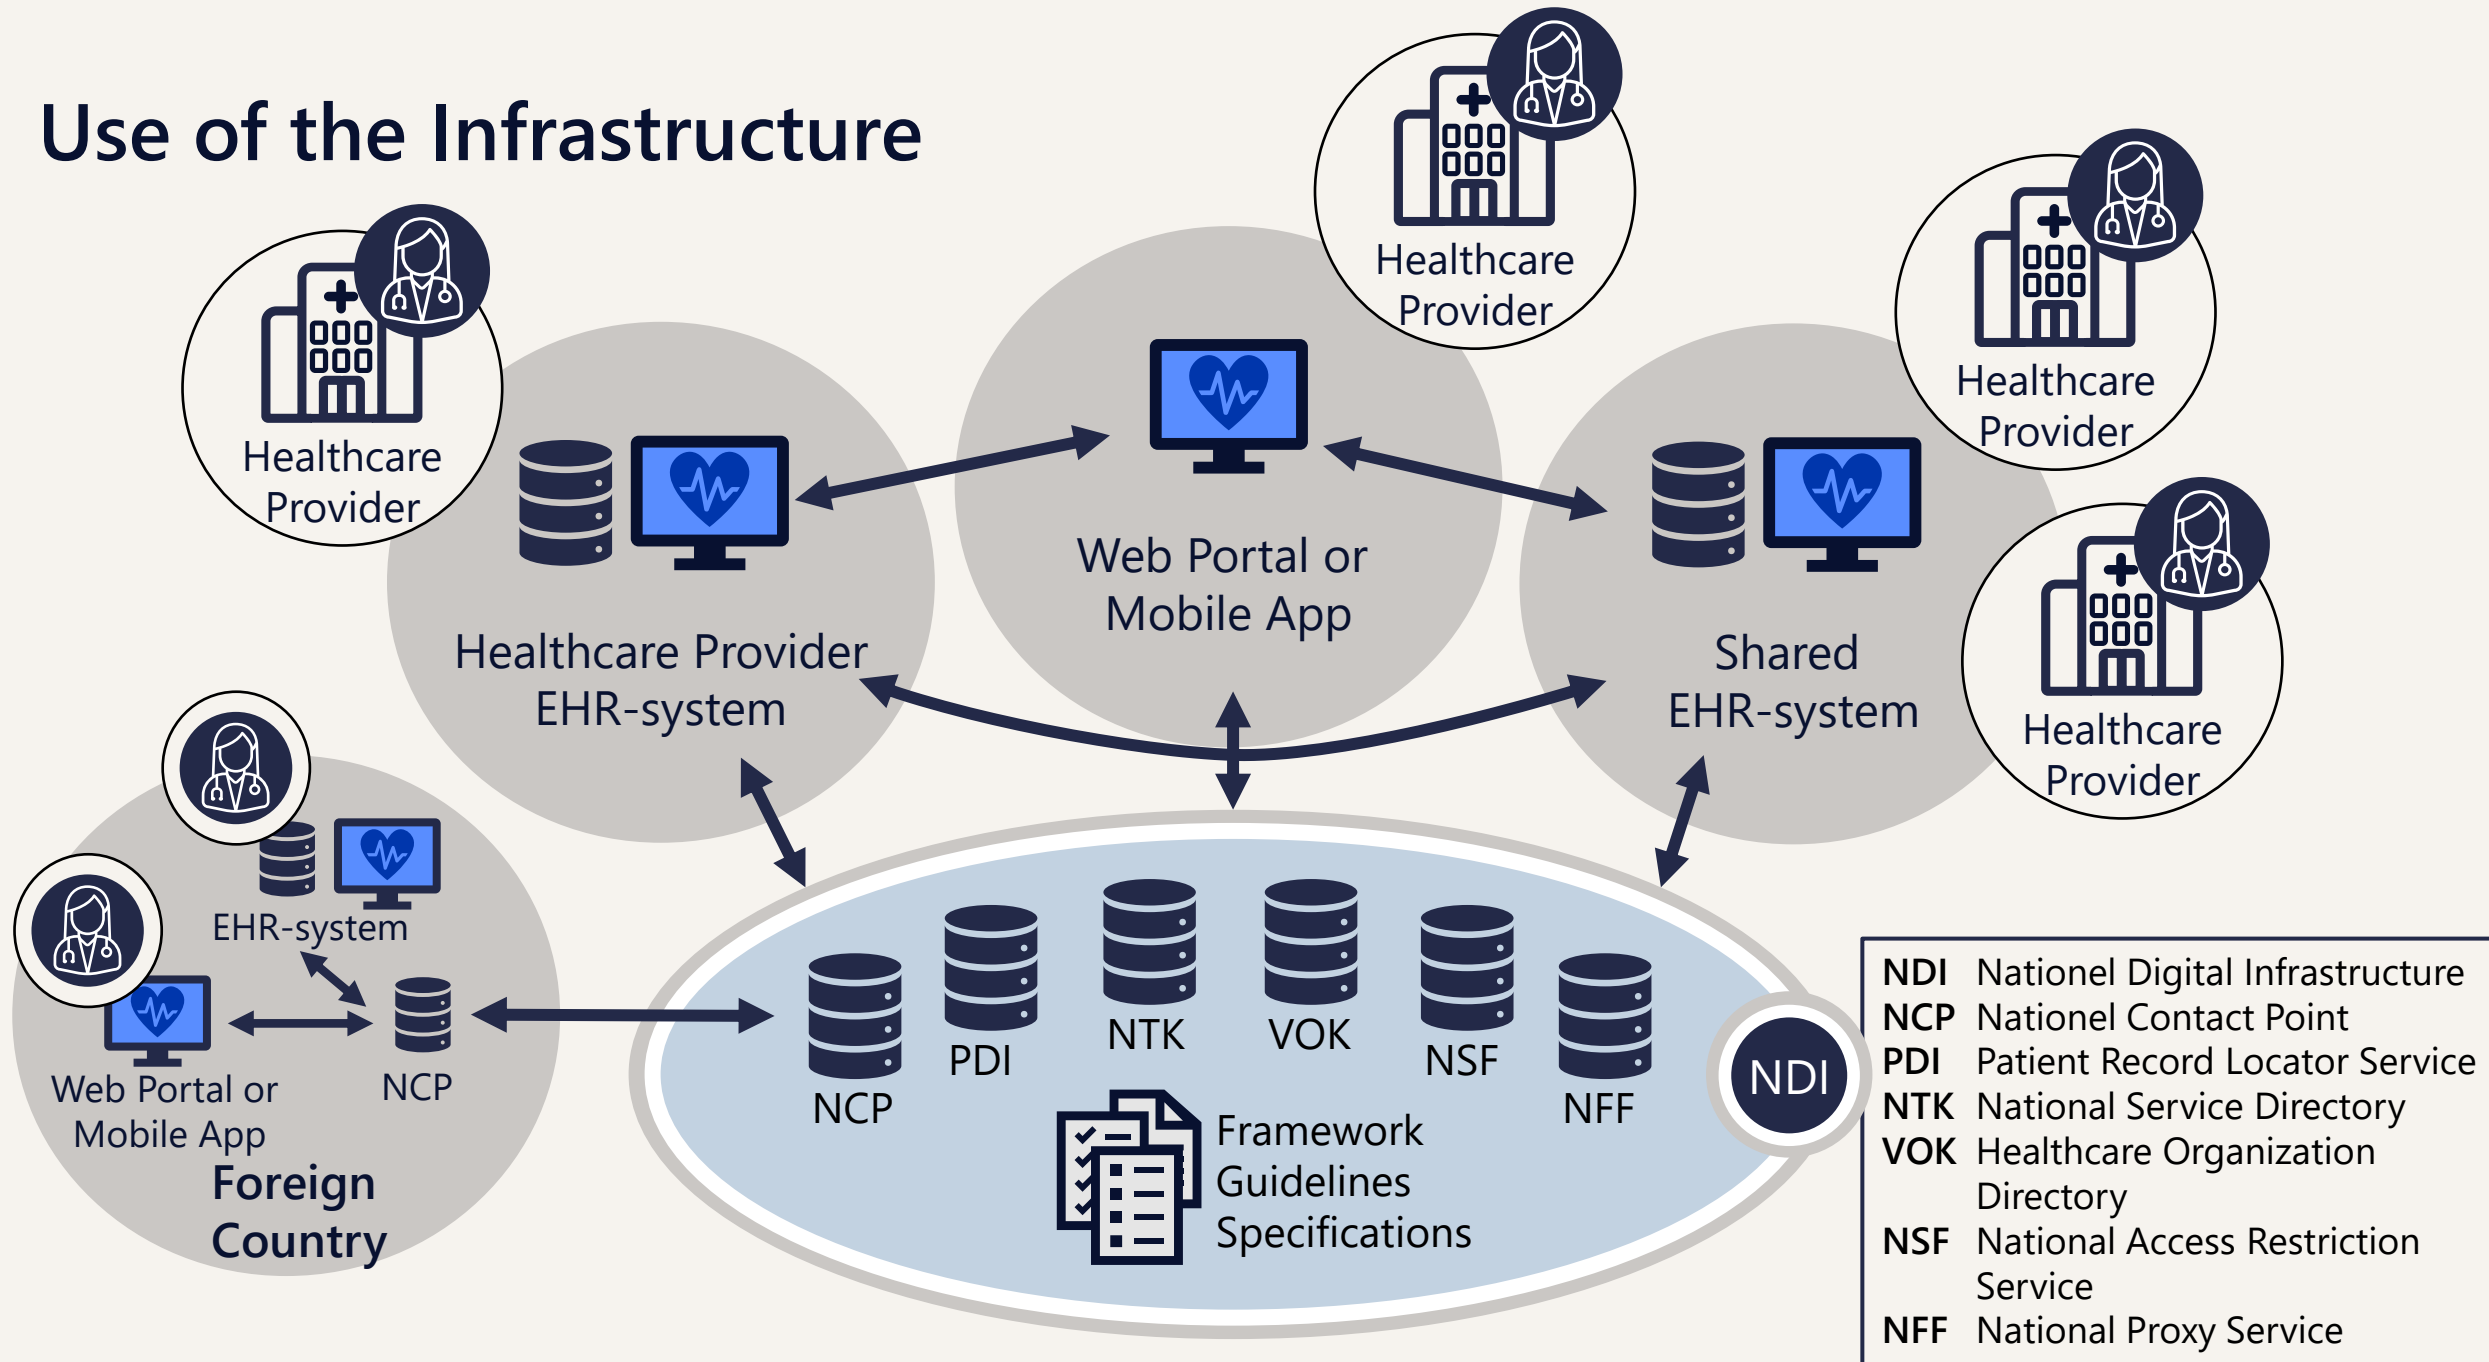 Use of the Infrastructure
Healthcare
Provider
Healthcare
Provider
Healthcare
Provider
Healthcare
Provider
Healthcare Provider
EHR-system
Web Portal or
Mobile App
Shared
EHR-system
EHR-system
Web Portal or
Mobile App
NCP
Foreign
Country
NCP
PDI
NTK
VOK
NSF
NFF
Framework
Guidelines
Specifications
NDI
NDI Nationel Digital Infrastructure
NCP Nationel Contact Point
PDI Patient Record Locator Service
NTK National Service Directory
VOK Healthcare Organization
Directory
NSF National Access Restriction
Service
NFF National Proxy Service